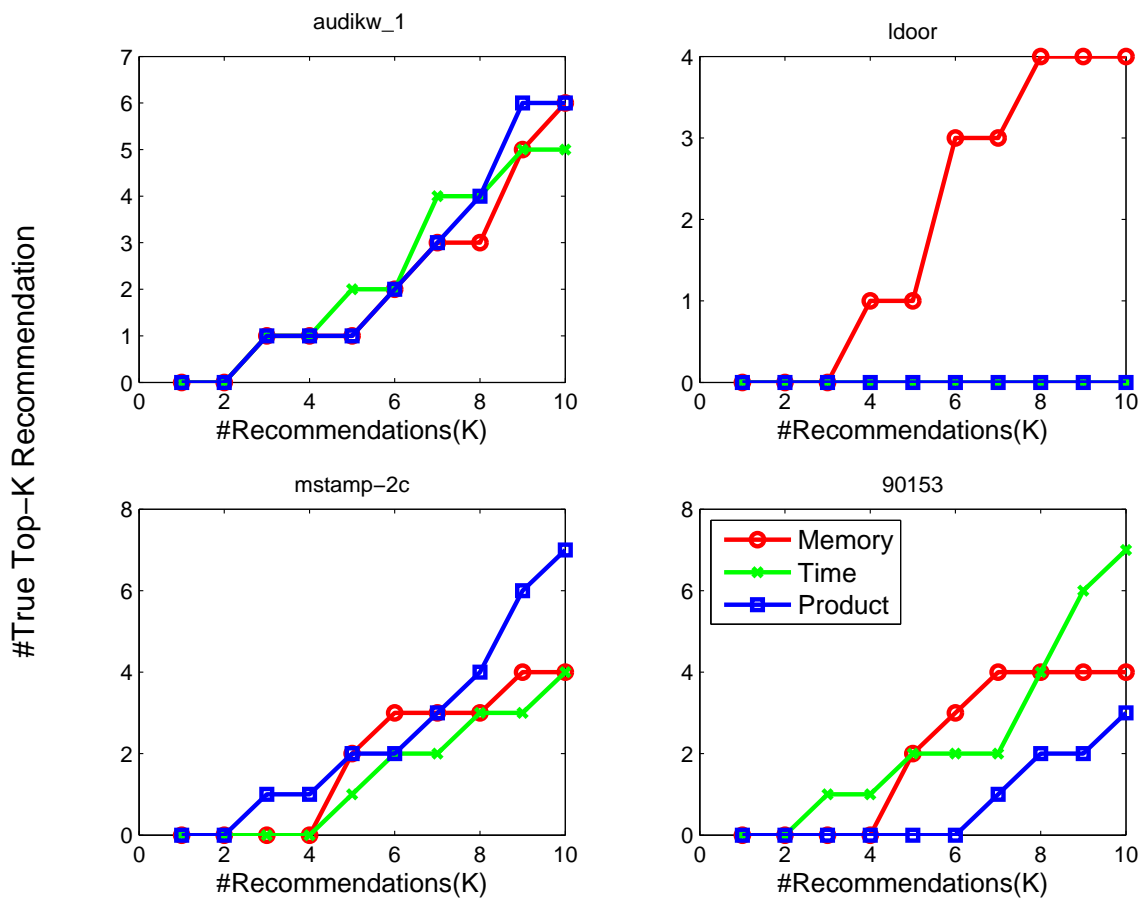 audikw_1
7
6
5
4
3
2
1
0
0 2 4 6 8 10
#Recommendations(K)
ldoor
4
3
2
1
0
0 2 4 6 8 10
#Recommendations(K)
#True Top−K Recommendation
mstamp−2c
8
6
4
2
0
0 2 4 6 8 10
#Recommendations(K)
90153
8
6
4
2
0
0 2 4 6 8 10
#Recommendations(K)
Memory
Time
Product